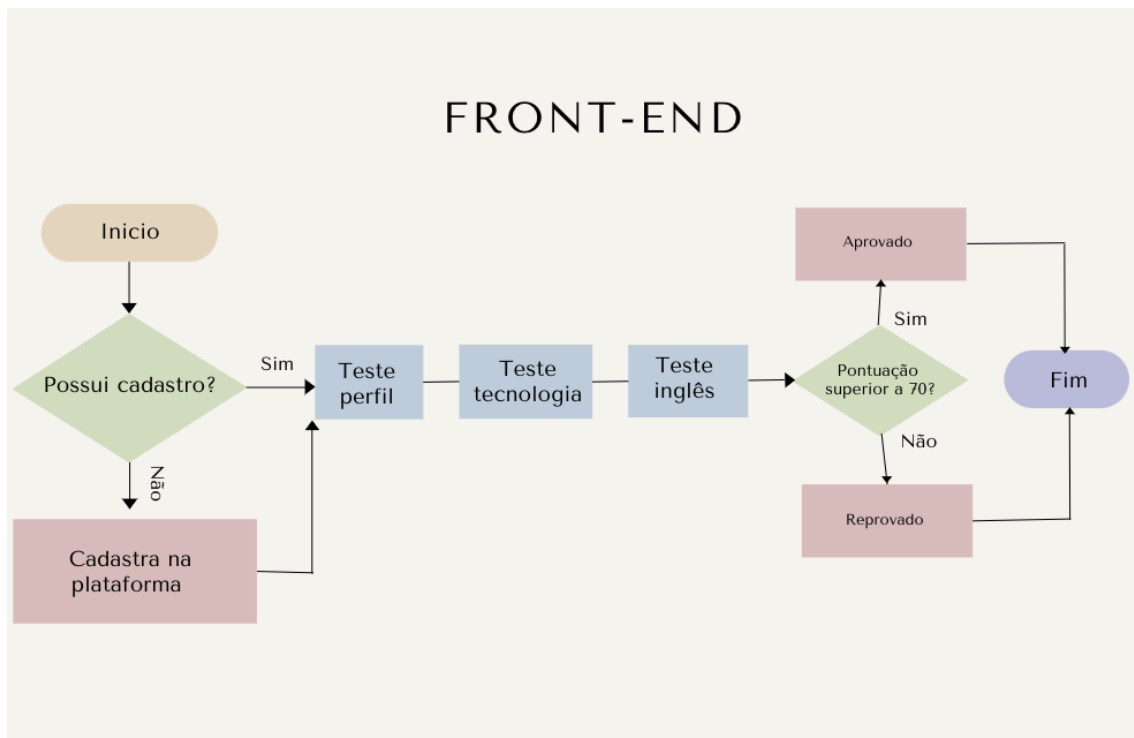 FRONT-END
Inicio
Possui cadastro?
Sim
Não
Cadastra na
plataforma
Teste
perfil
Teste
tecnologia
Teste
inglês
Pontuação
superior a 70?
Sim
Aprovado
Não
Reprovado
Fim